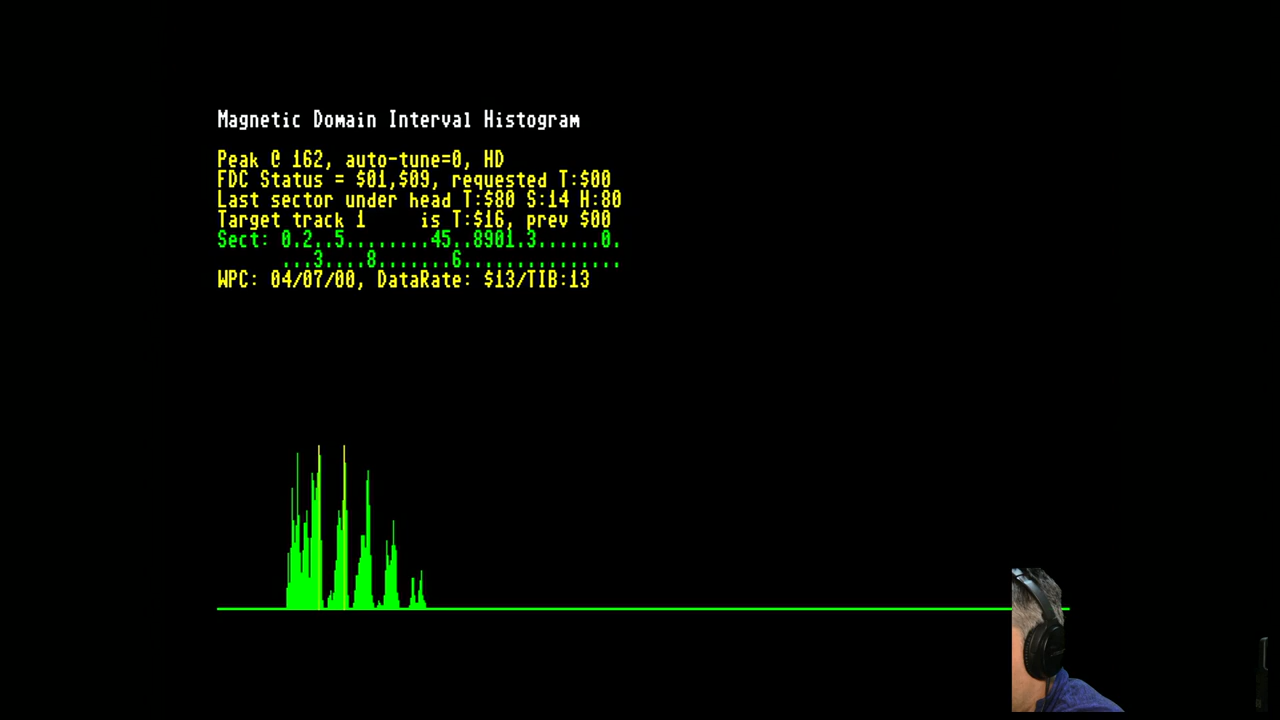 Magnetic Domain Interval Histogram
Peak @ 162, auto-tune=0, HD
FDC Status = $01,$09, requested T:$00
Last sector under head T:$80 S:14 H:80
Target track 1     is T:$16, prev $00
Sect: 0.2..5........45..8901.3......0.
...3....8.......6...............
WPC: 04/07/00, DataRate: $13/TIB:13